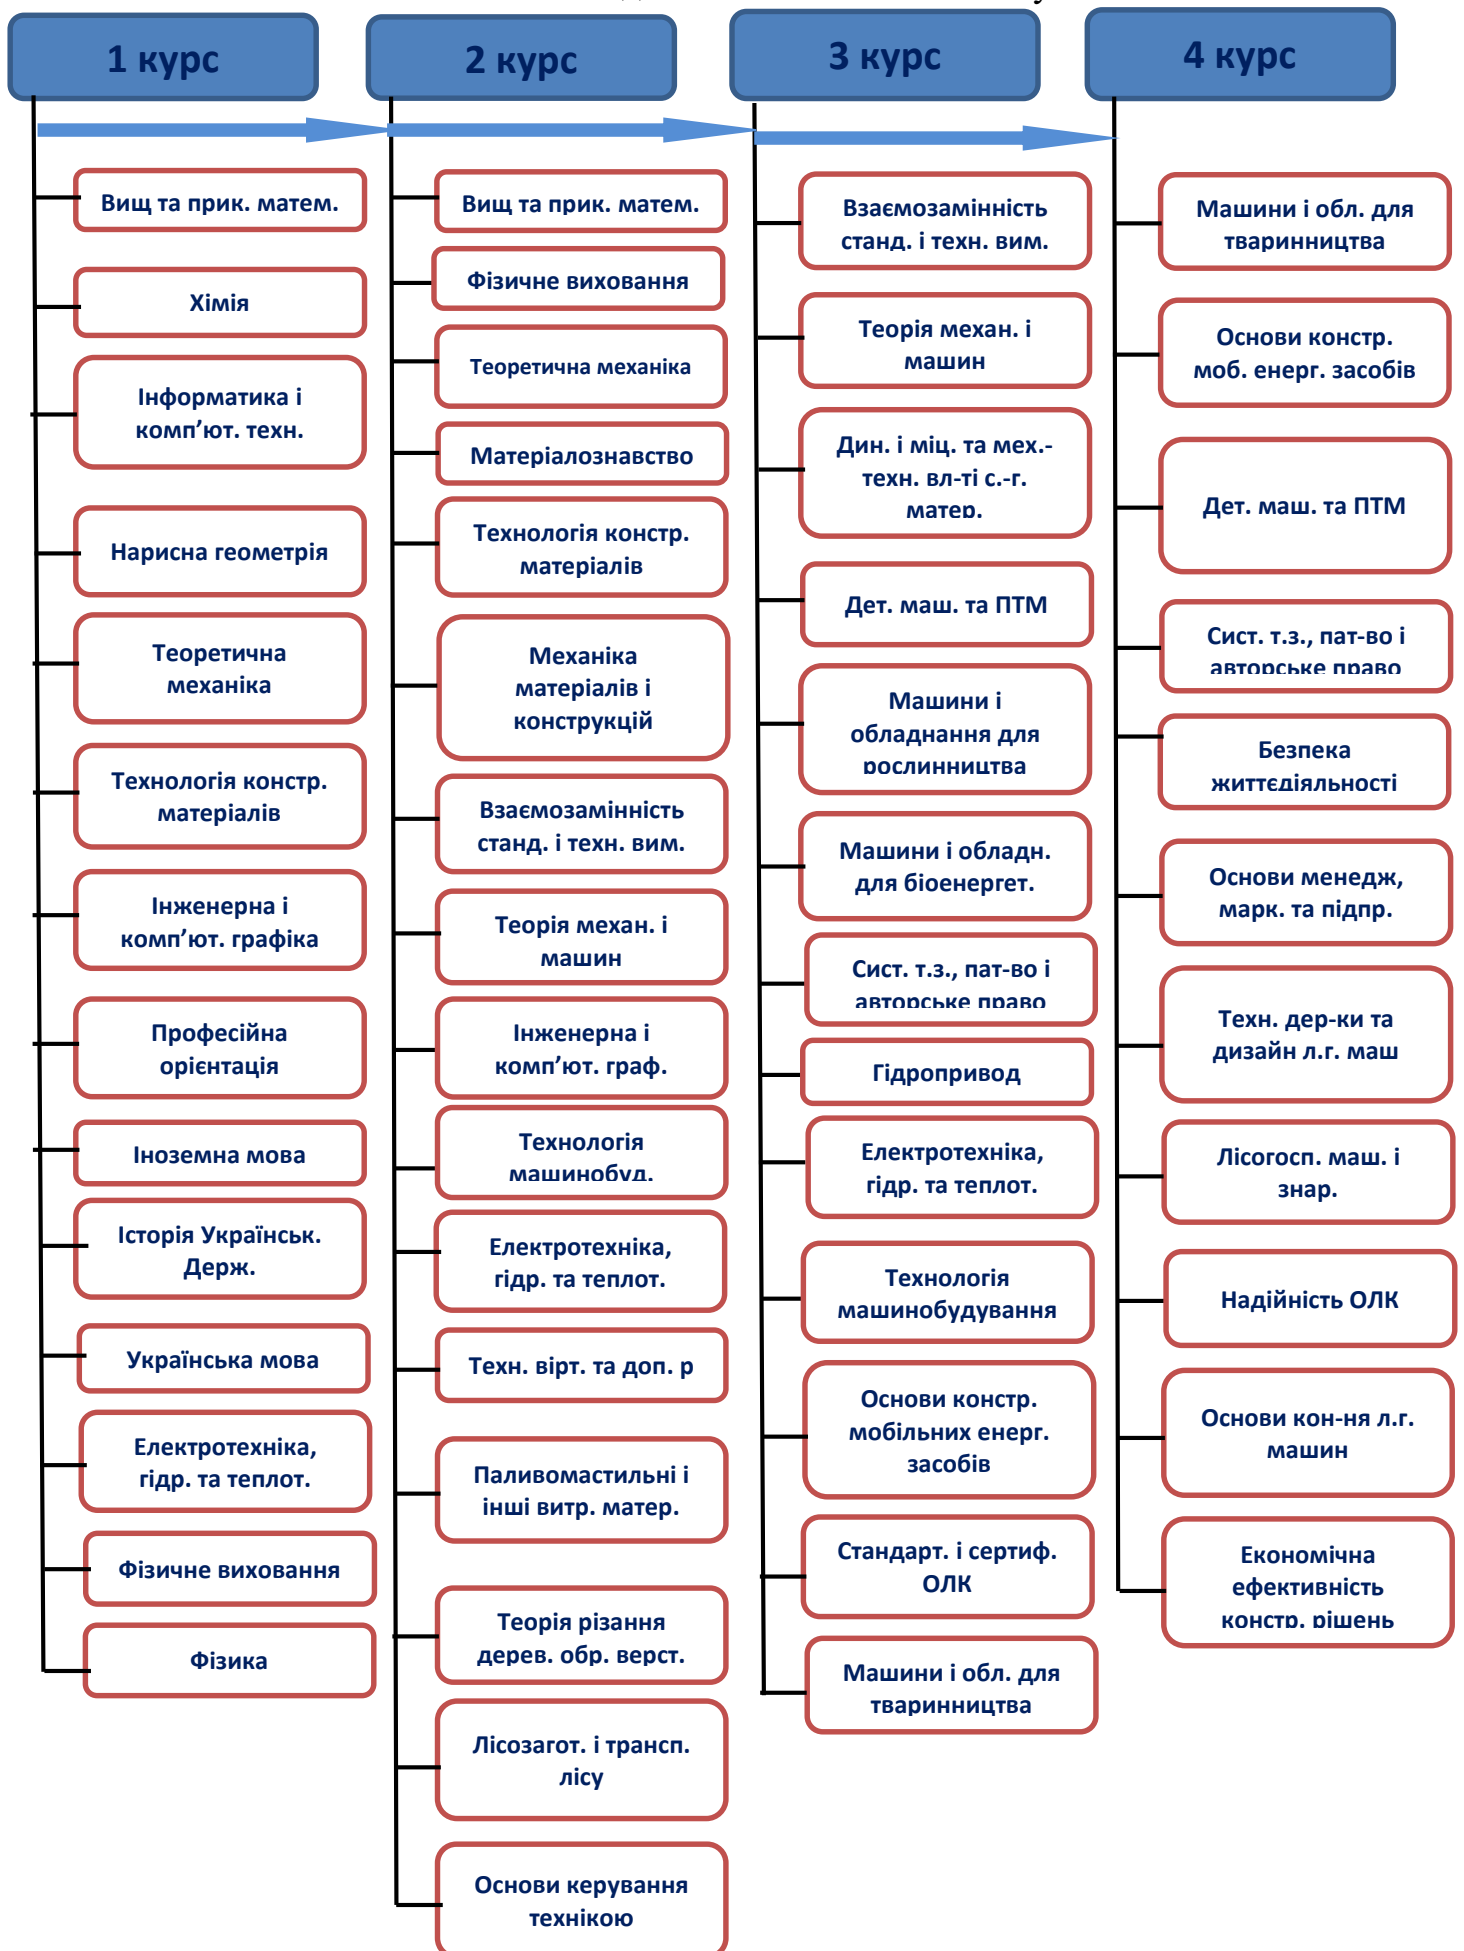 1 курс
Вищ та прик. матем.
Хімія
Інформатика і
комп’ют. техн.
Нарисна геометрія
Теоретична
механіка
Технологія констр.
матеріалів
Інженерна і
комп’ют. графіка
Професійна
орієнтація
Іноземна мова
Історія Українськ.
Держ.
Українська мова
Електротехніка,
гідр. та теплот.
Фізичне виховання
Фізика
2 курс
Вищ та прик. матем.
Фізичне виховання
Теоретична механіка
Матеріалознавство
Технологія констр.
матеріалів
Механіка
матеріалів і
конструкцій
Взаємозамінність
станд. і техн. вим.
Теорія механ. і
машин
Інженерна і
комп’ют. граф.
Технологія
машинобуд.
Електротехніка,
гідр. та теплот.
Техн. вірт. та доп. р
Паливомастильні і
інші витр. матер.
Теорія різання
дерев. обр. верст.
Лісозагот. і трансп.
лісу
Основи керування
технікою
3 курс
Взаємозамінність
станд. і техн. вим.
Теорія механ. і
машин
Дин. і міц. та мех.-
техн. вл-ті с.-г.
матер.
Дет. маш. та ПТМ
Машини і
обладнання для
рослинництва
Машини і обладн.
для біоенергет.
Сист. т.з., пат-во і
авторське право
Гідропривод
Електротехніка,
гідр. та теплот.
Технологія
машинобудування
Основи констр.
мобільних енерг.
засобів
Стандарт. і сертиф.
ОЛК
Машини і обл. для
тваринництва
4 курс
Машини і обл. для
тваринництва
Основи констр.
моб. енерг. засобів
Дет. маш. та ПТМ
Сист. т.з., пат-во і
авторське право
Безпека
життєдіяльності
Основи менедж,
марк. та підпр.
Техн. дер-ки та
дизайн л.г. маш
Лісогосп. маш. і
знар.
Надійність ОЛК
Основи кон-ня л.г.
машин
Економічна
ефективність
констр. рішень